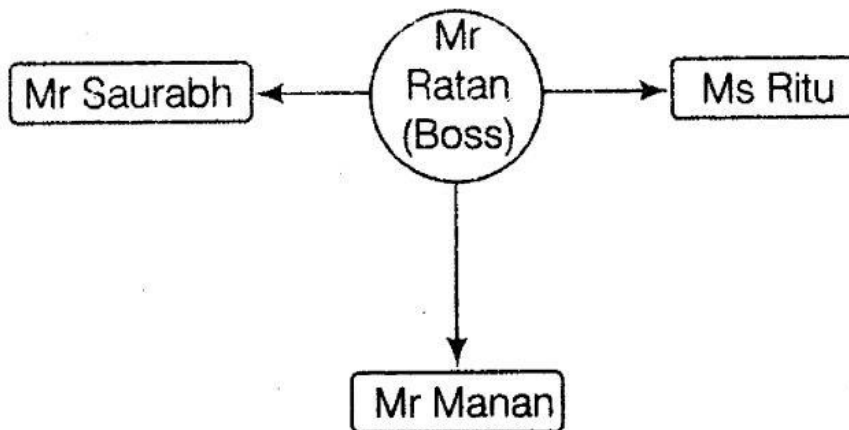 Mr
Ratan
(Boss)
Mr Saurabh
Ms Ritu
Mr Manan